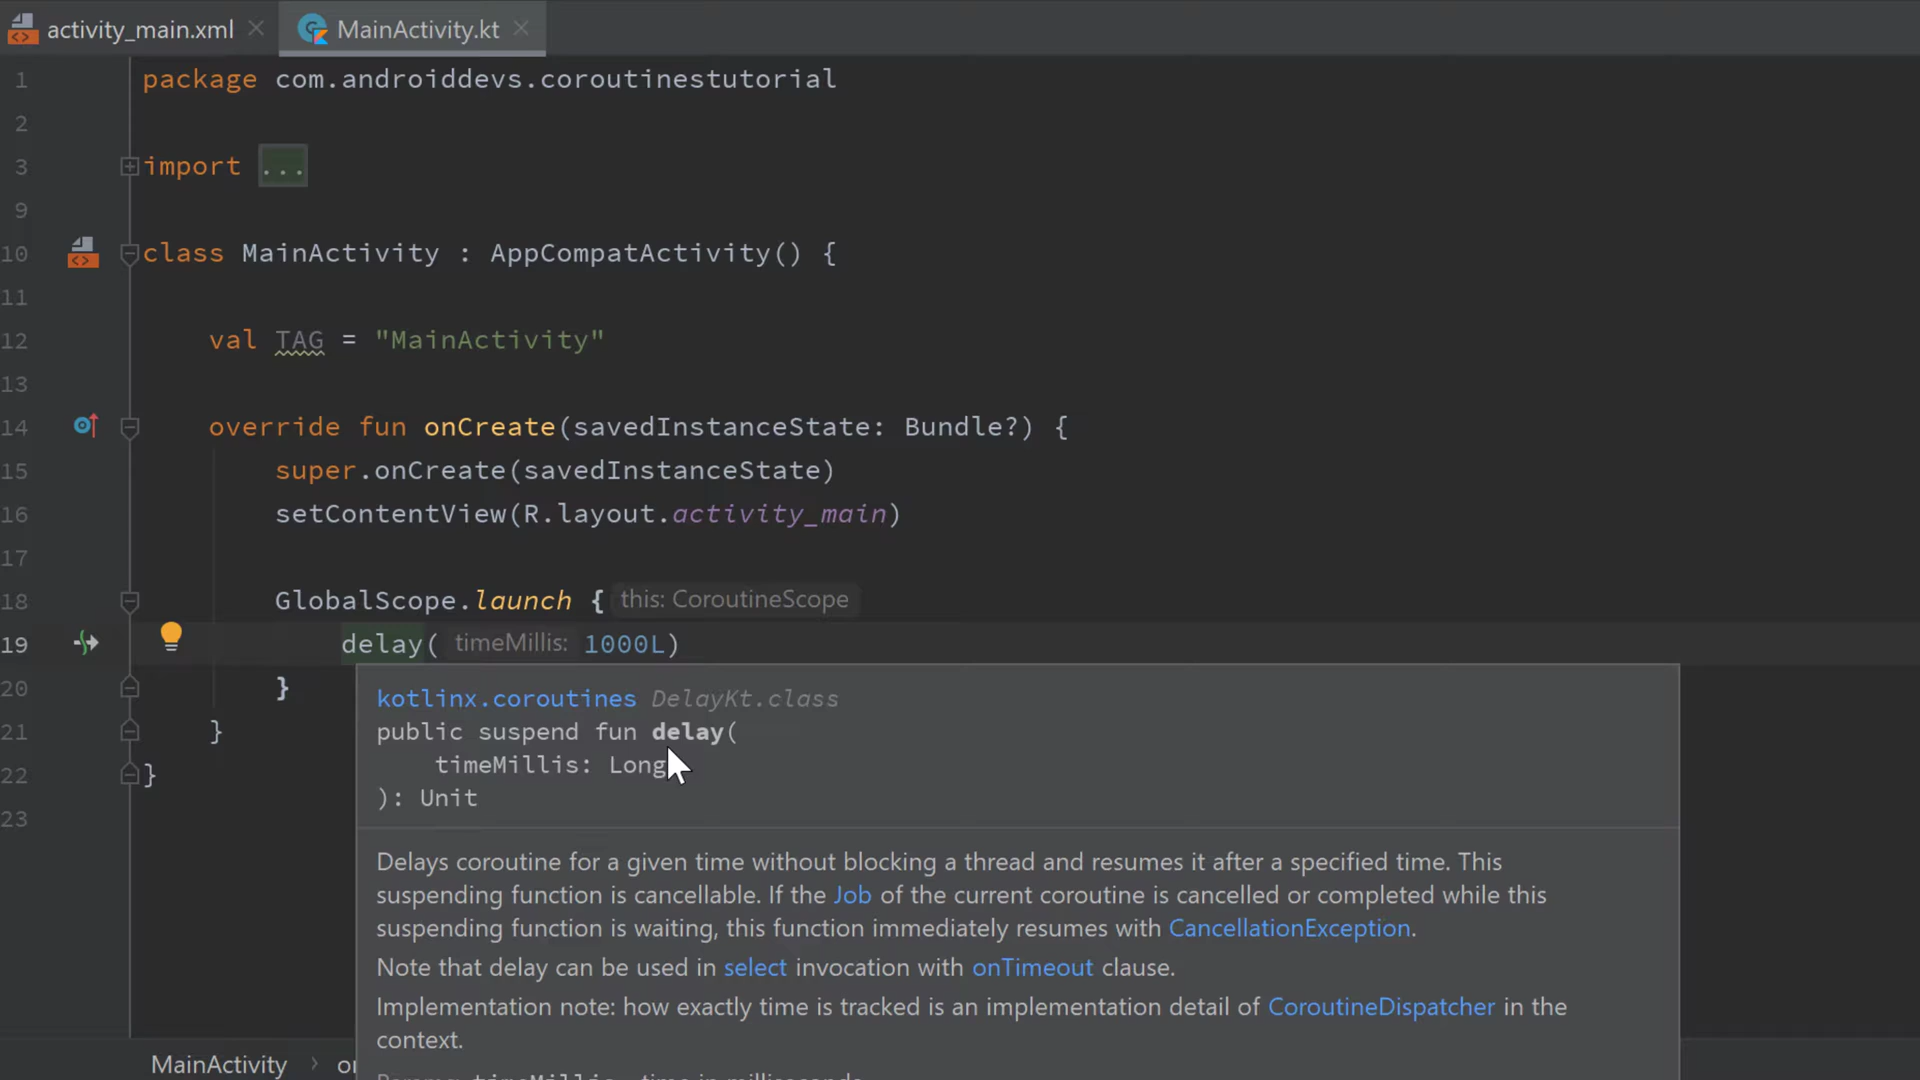 activity_main.xml MainActivity.kt
1 package com.androiddevs.coroutinestutorial
2
3 import ...
9
10 class MainActivity : AppCompatActivity() {
11
12 val TAG = "MainActivity"
13
14 override fun onCreate(savedInstanceState: Bundle?) {
15 super.onCreate(savedInstanceState)
16 setContentView(R.layout.activity_main)
17
18 GlobalScope.launch { this: CoroutineScope
19 delay( timeMillis: 1000L)
20 }
21 }
22 }
23
kotlinx.coroutines DelayKt.class
public suspend fun delay(
timeMillis: Long
): Unit
Delays coroutine for a given time without blocking a thread and resumes it after a specified time. This
suspending function is cancellable. If the Job of the current coroutine is cancelled or completed while this
suspending function is waiting, this function immediately resumes with CancellationException.
Note that delay can be used in select invocation with onTimeout clause.
Implementation note: how exactly time is tracked is an implementation detail of CoroutineDispatcher in the
context.
MainActivity